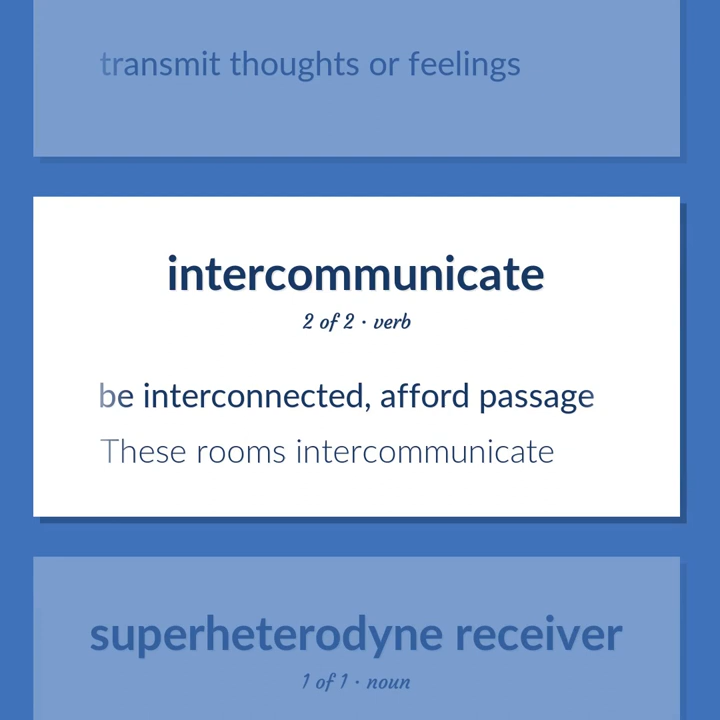 transmit thoughts or feelings
intercommunicate
2 of 2 · verb
be interconnected, afford passage
These rooms intercommunicate
superheterodyne receiver
1 of 1 · noun